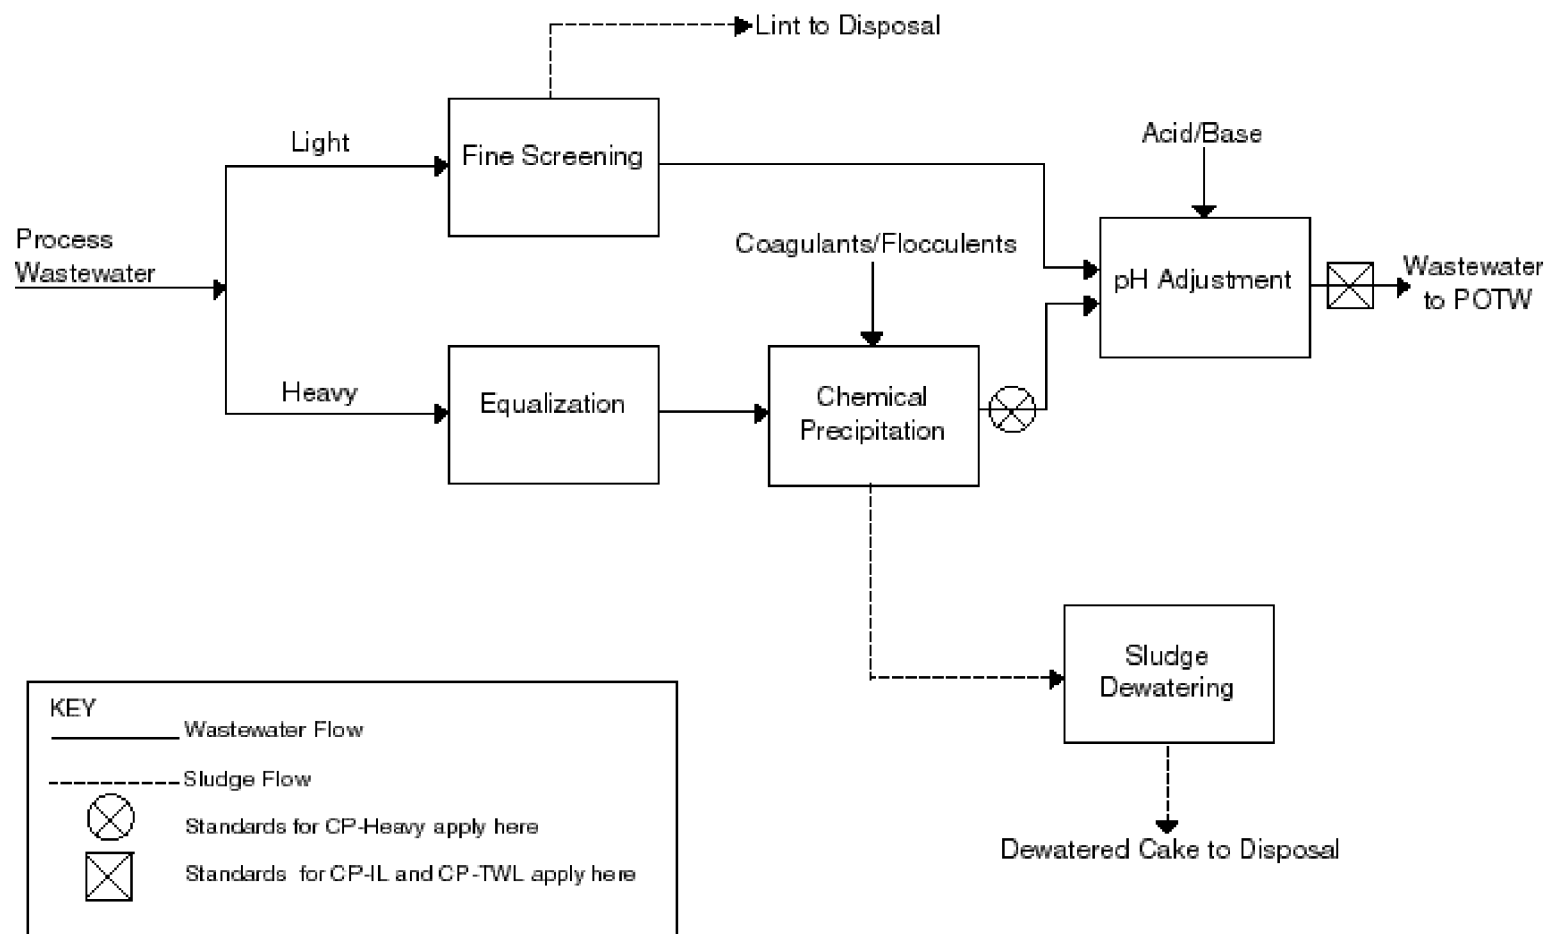 Lint to Disposal
Light
Fine Screening
Acid/Base
Process
Wastewater
Coagulants/Flocculents
pH Adjustment
Wastewater
to POTW
Heavy
Equalization
Chemical
Precipitation
Sludge
Dewatering
KEY
Wastewater Flow
Sludge Flow
Standards for CP-Heavy apply here
Standards for CP-IL and CP-TWL apply here
Dewatered Cake to Disposal